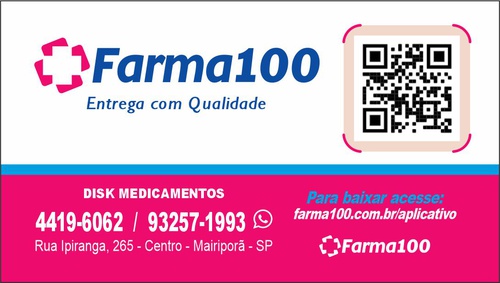 Farma100
Entrega com Qualidade
DISK MEDICAMENTOS
4419-6062 / 93257-1993
Rua Ipiranga, 265 - Centro - Mairiporã - SP
Para baixar acesse:
farma100.com.br/aplicativo
Farma100